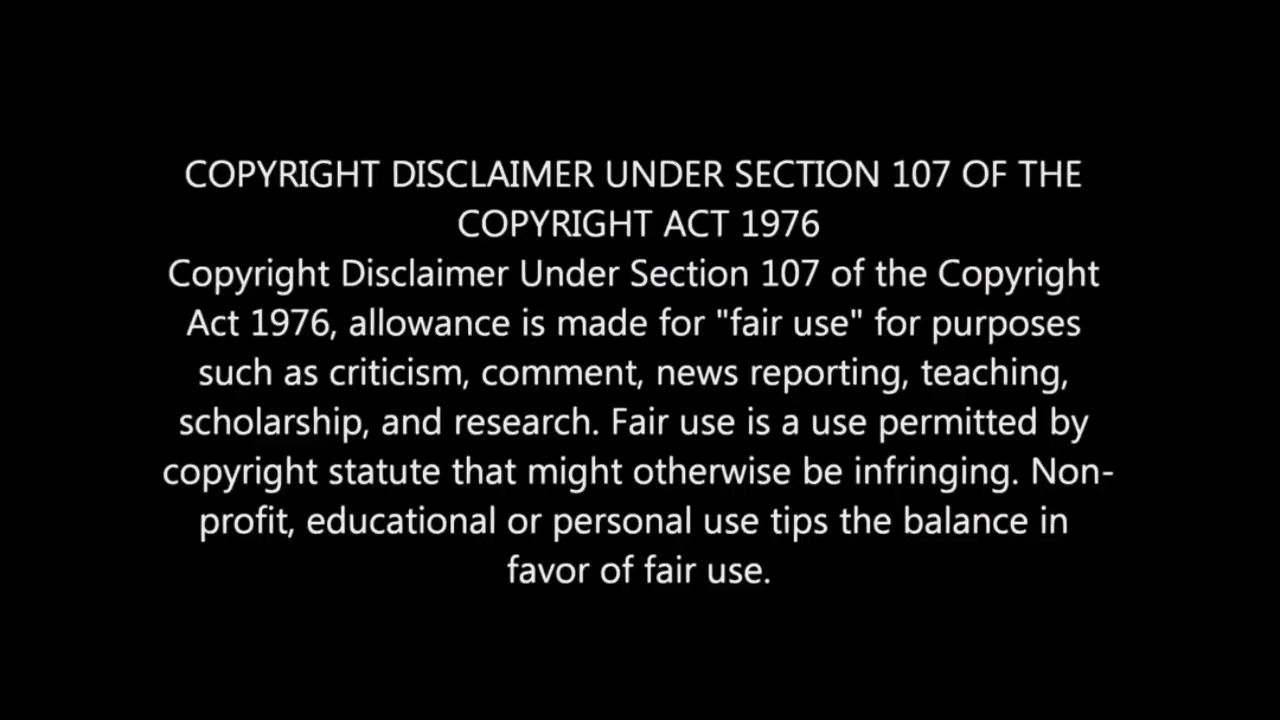 COPYRIGHT DISCLAIMER UNDER SECTION 107 OF THE
COPYRIGHT ACT 1976
Copyright Disclaimer Under Section 107 of the Copyright
Act 1976, allowance is made for "fair use" for purposes
such as criticism, comment, news reporting, teaching,
scholarship, and research. Fair use is a use permitted by
copyright statute that might otherwise be infringing. Non-
profit, educational or personal use tips the balance in
favor of fair use.